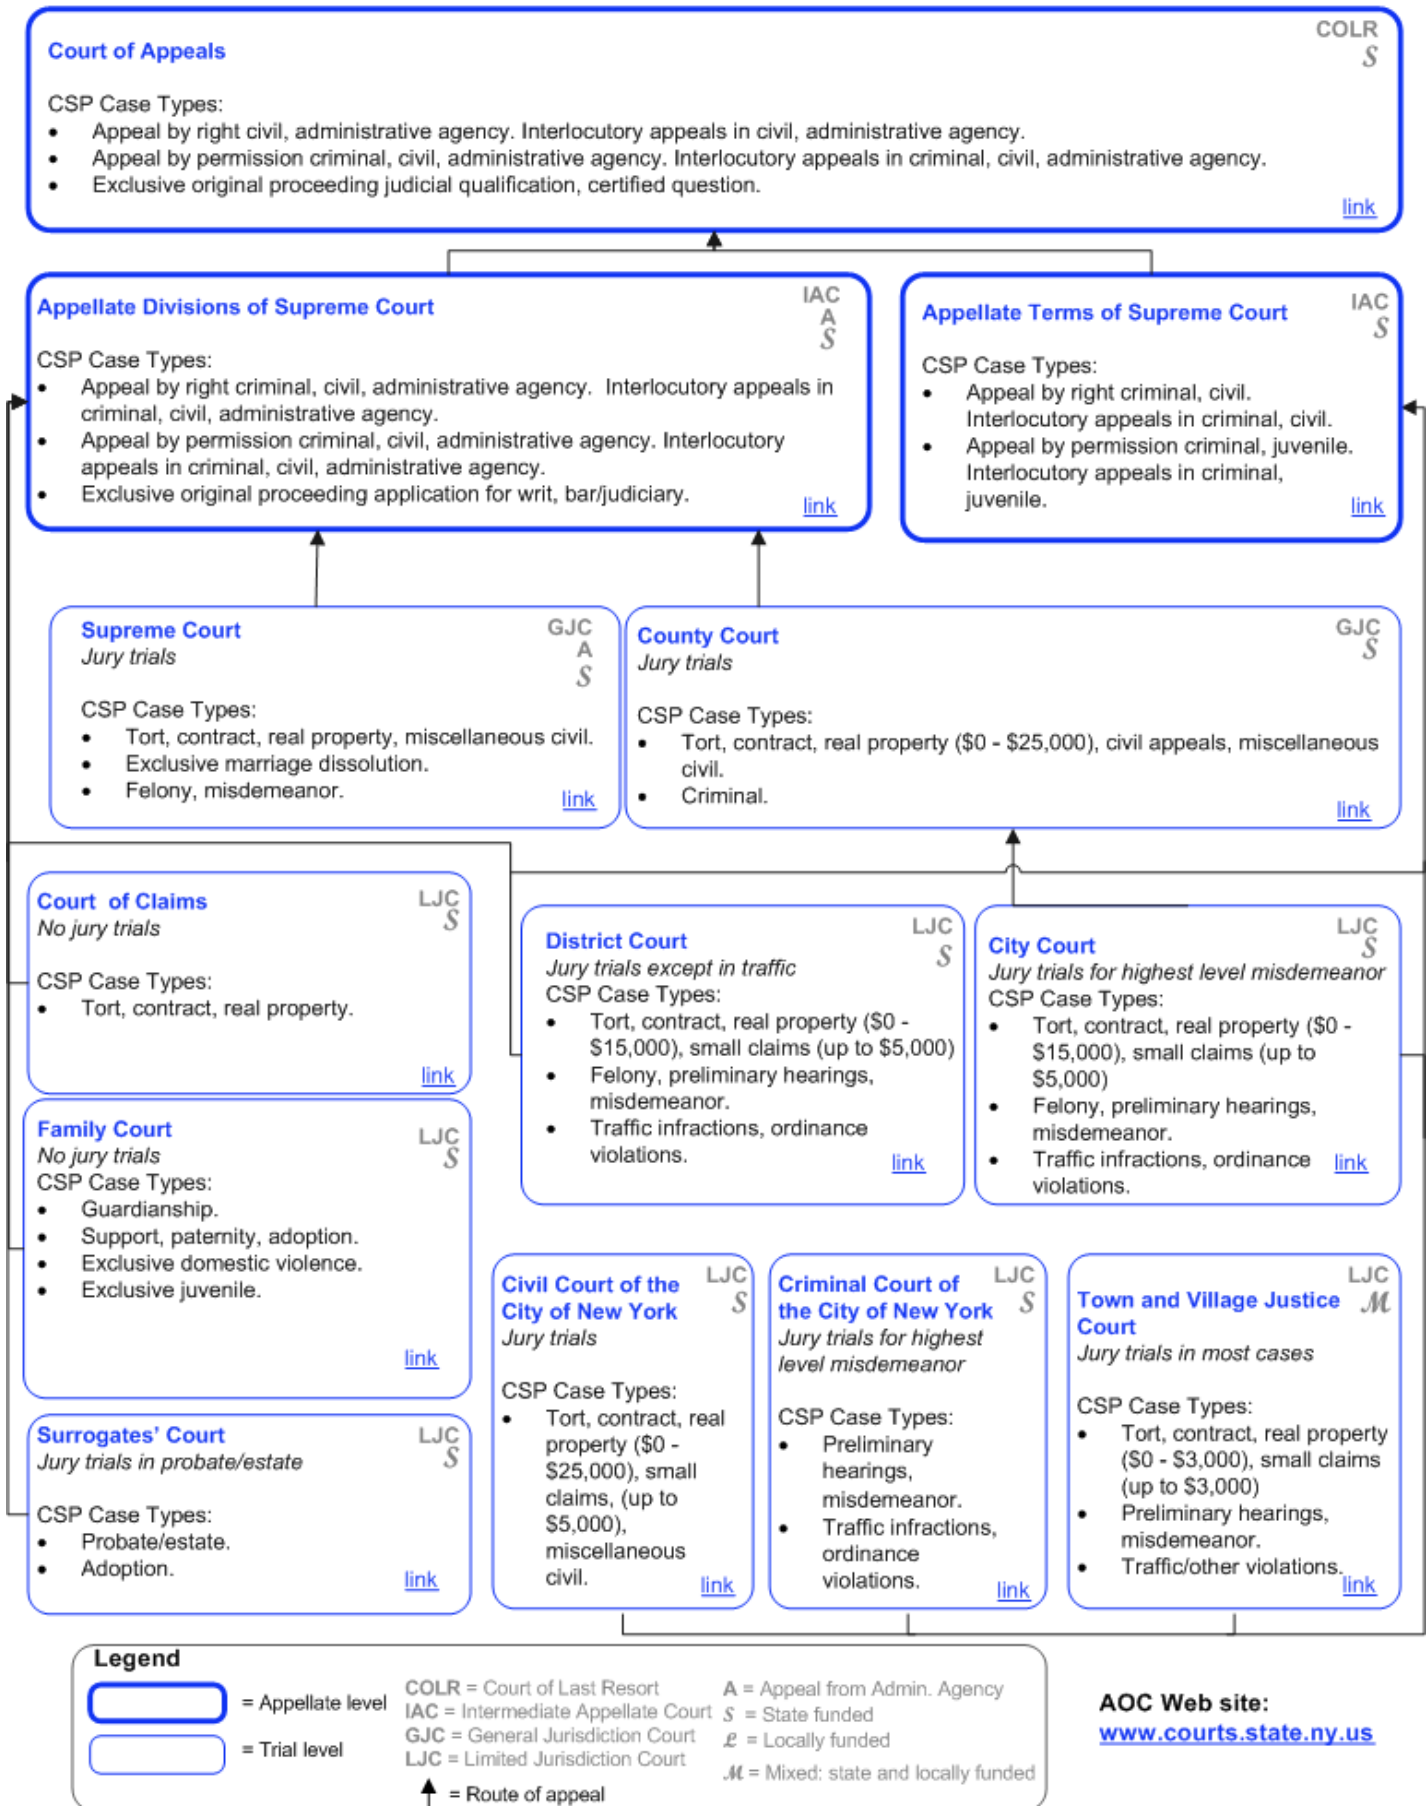 COLR
Court of Appeals
S
CSP Case Types:
• Appeal by right civil, administrative agency. Interlocutory appeals in civil, administrative agency.
• Appeal by permission criminal, civil, administrative agency. Interlocutory appeals in criminal, civil, administrative agency.
• Exclusive original proceeding judicial qualification, certified question.
link
Appellate Divisions of Supreme Court
IAC
A
S
CSP Case Types:
• Appeal by right criminal, civil, administrative agency. Interlocutory appeals in
criminal, civil, administrative agency.
• Appeal by permission criminal, civil, administrative agency. Interlocutory
appeals in criminal, civil, administrative agency.
• Exclusive original proceeding application for writ, bar/judiciary.
link
Appellate Terms of Supreme Court
IAC
S
CSP Case Types:
• Appeal by right criminal, civil.
Interlocutory appeals in criminal, civil.
• Appeal by permission criminal, juvenile.
Interlocutory appeals in criminal,
juvenile.
link
Supreme Court
GJC
Jury trials
A
S
CSP Case Types:
• Tort, contract, real property, miscellaneous civil.
• Exclusive marriage dissolution.
• Felony, misdemeanor.
link
County Court
GJC
Jury trials
S
CSP Case Types:
• Tort, contract, real property ($0 - $25,000), civil appeals, miscellaneous
civil.
• Criminal.
link
Court of Claims
LJC
No jury trials
S
CSP Case Types:
• Tort, contract, real property.
link
District Court
LJC
Jury trials except in traffic
S
CSP Case Types:
• Tort, contract, real property ($0 -
$15,000), small claims (up to $5,000)
• Felony, preliminary hearings,
misdemeanor.
• Traffic infractions, ordinance
violations.
link
City Court
LJC
S
Jury trials for highest level misdemeanor
CSP Case Types:
• Tort, contract, real property ($0 -
$15,000), small claims (up to
$5,000)
• Felony, preliminary hearings,
misdemeanor.
• Traffic infractions, ordinance
violations.
link
Family Court
LJC
No jury trials
S
CSP Case Types:
• Guardianship.
• Support, paternity, adoption.
• Exclusive domestic violence.
• Exclusive juvenile.
link
Surrogates’ Court
LJC
Jury trials in probate/estate
S
CSP Case Types:
• Probate/estate.
• Adoption.
link
Civil Court of the
City of New York
LJC
S
Jury trials
CSP Case Types:
• Tort, contract, real
property ($0 -
$25,000), small
claims, (up to
$5,000),
miscellaneous
civil.
link
Criminal Court of
the City of New York
LJC
S
Jury trials for highest
level misdemeanor
CSP Case Types:
• Preliminary
hearings,
misdemeanor.
• Traffic infractions,
ordinance
violations.
link
LJC
Town and Village Justice
Court
M
Jury trials in most cases
CSP Case Types:
• Tort, contract, real property
($0 - $3,000), small claims
(up to $3,000)
• Preliminary hearings,
misdemeanor.
• Traffic/other violations.
link
Legend
= Appellate level
= Trial level
COLR = Court of Last Resort
IAC = Intermediate Appellate Court
GJC = General Jurisdiction Court
LJC = Limited Jurisdiction Court
= Route of appeal
A = Appeal from Admin. Agency
S = State funded
£ = Locally funded
M = Mixed: state and locally funded
AOC Web site:
www.courts.state.ny.us